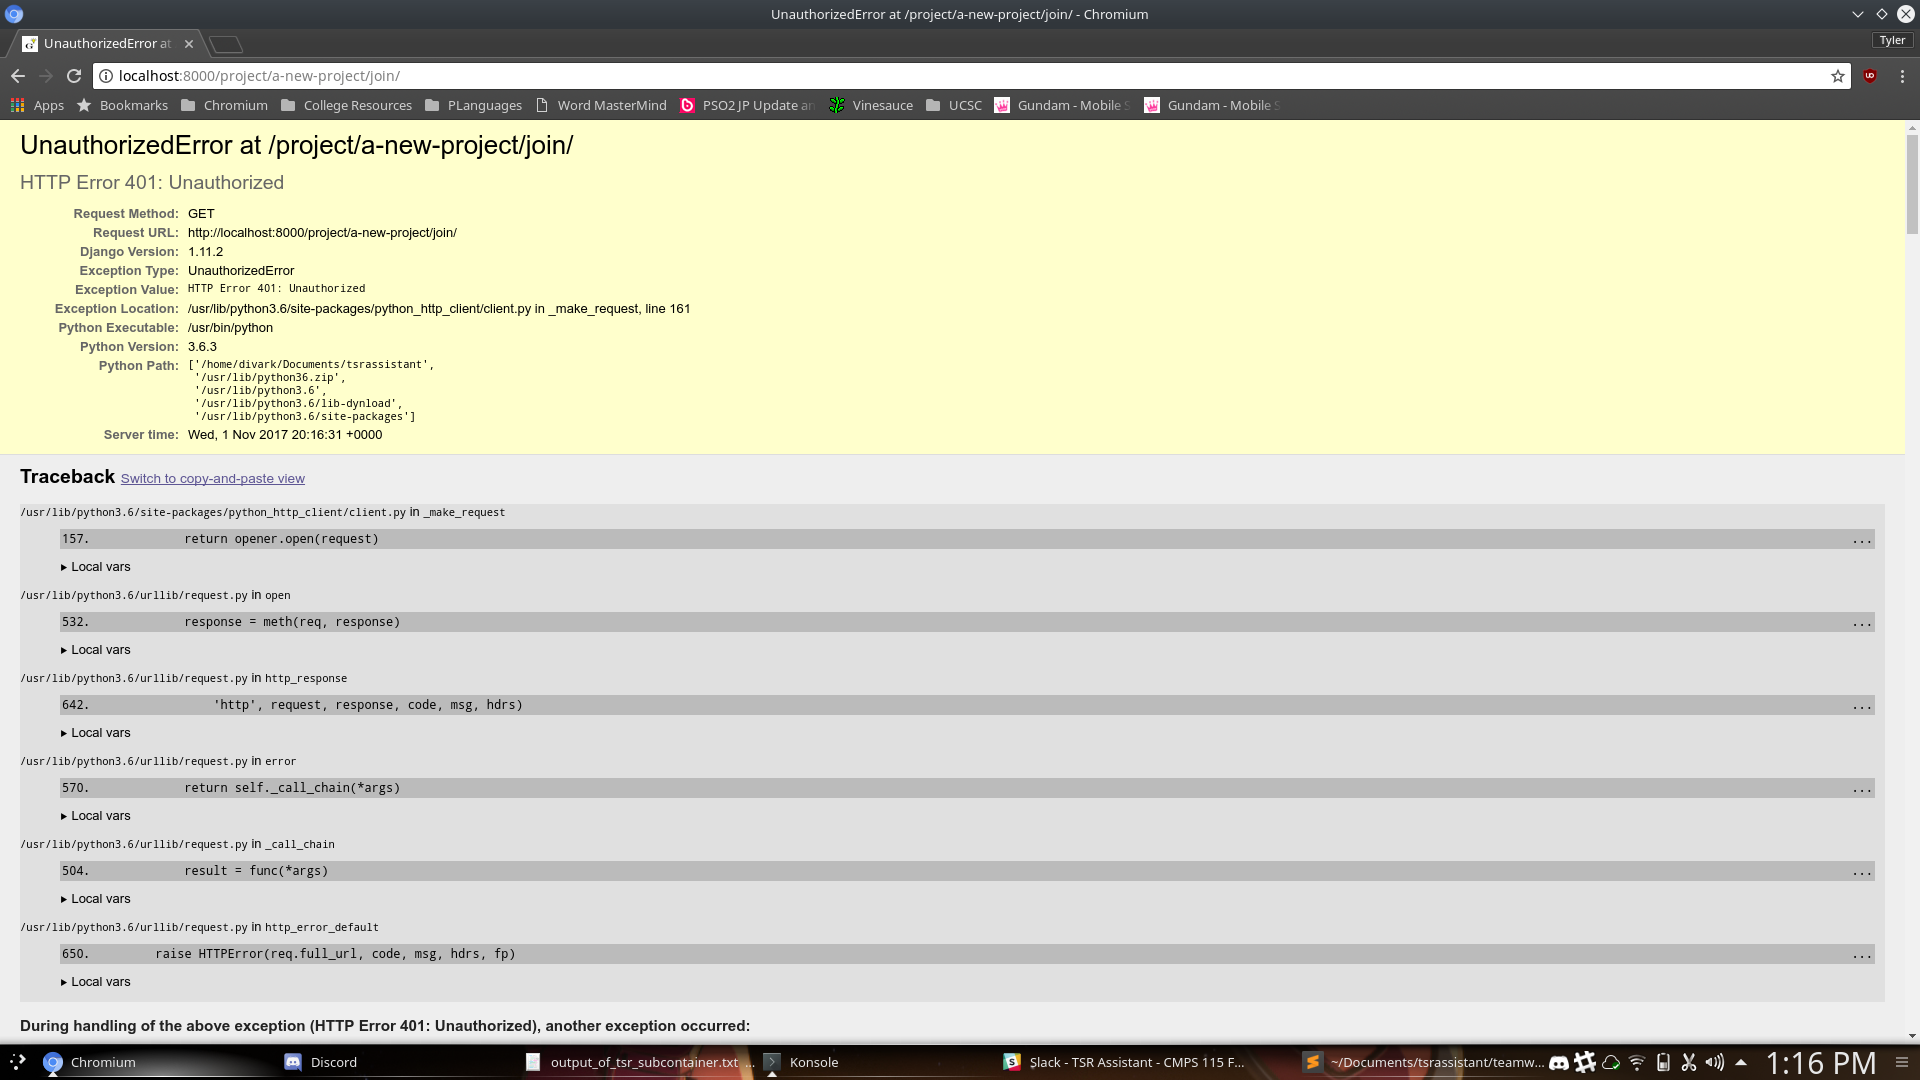 UnauthorizedError at /project/a-new-project/join/ - Chromium
UnauthorizedError at
Tyler
localhost:8000/project/a-new-project/join/
Apps Bookmarks Chromium College Resources PLanguages Word MasterMind PSO2 JP Update an Vinesauce UCSC Gundam - Mobile S Gundam - Mobile S
UnauthorizedError at /project/a-new-project/join/
HTTP Error 401: Unauthorized
Request Method: GET
Request URL: http://localhost:8000/project/a-new-project/join/
Django Version: 1.11.2
Exception Type: UnauthorizedError
Exception Value: HTTP Error 401: Unauthorized
Exception Location: /usr/lib/python3.6/site-packages/python_http_client/client.py in _make_request, line 161
Python Executable: /usr/bin/python
Python Version: 3.6.3
Python Path: ['/home/divark/Documents/tsrassistant',
'/usr/lib/python36.zip',
'/usr/lib/python3.6',
'/usr/lib/python3.6/lib-dynload',
'/usr/lib/python3.6/site-packages']
Server time: Wed, 1 Nov 2017 20:16:31 +0000
Traceback Switch to copy-and-paste view
/usr/lib/python3.6/site-packages/python_http_client/client.py in _make_request
157. return opener.open(request) ...
▸ Local vars
/usr/lib/python3.6/urllib/request.py in open
532. response = meth(req, response) ...
▸ Local vars
/usr/lib/python3.6/urllib/request.py in http_response
642. 'http', request, response, code, msg, hdrs) ...
▸ Local vars
/usr/lib/python3.6/urllib/request.py in error
570. return self._call_chain(*args) ...
▸ Local vars
/usr/lib/python3.6/urllib/request.py in _call_chain
504. result = func(*args) ...
▸ Local vars
/usr/lib/python3.6/urllib/request.py in http_error_default
650. raise HTTPError(req.full_url, code, msg, hdrs, fp) ...
▸ Local vars
During handling of the above exception (HTTP Error 401: Unauthorized), another exception occurred:
Chromium Discord output_of_tsr_subcontainer.txt ... Konsole Slack - TSR Assistant - CMPS 115 F... ~/Documents/tsrassistant/teamw... 1:16 PM